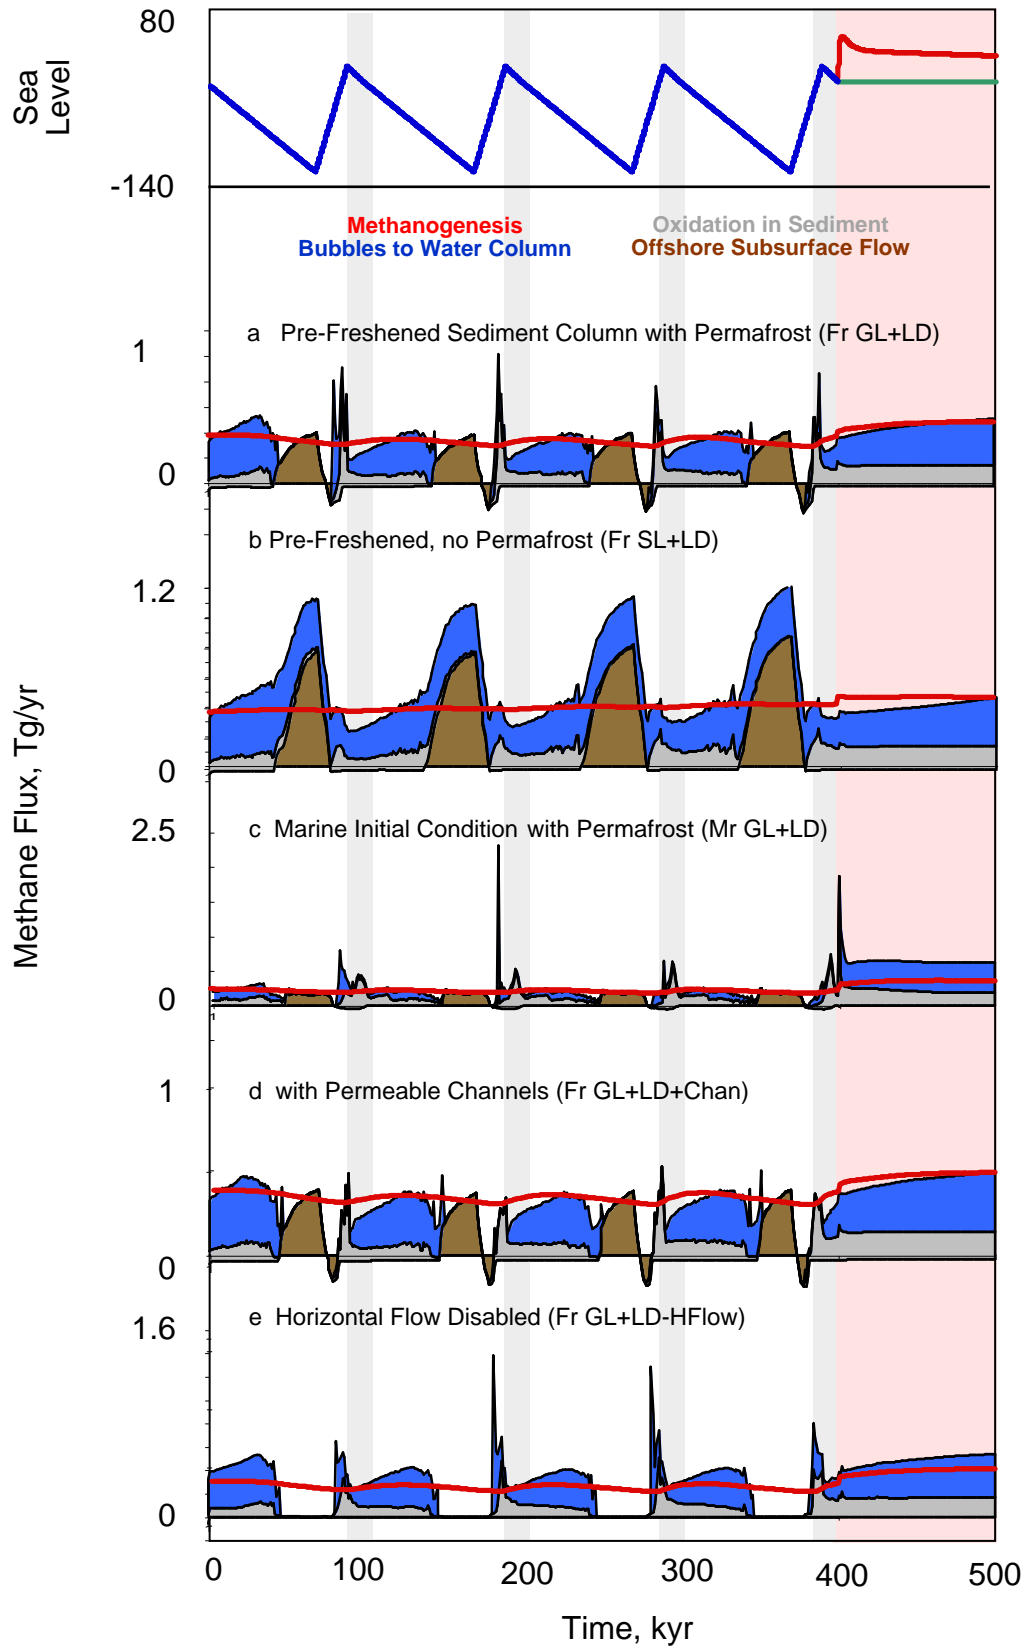 80
Sea
Level
-140
Methanogenesis
Oxidation in Sediment
Bubbles to Water Column
Offshore Subsurface Flow
a Pre-Freshened Sediment Column with Permafrost (Fr GL+LD)
1
0
b Pre-Freshened, no Permafrost (Fr SL+LD)
1.2
0
Methane Flux, Tg/yr
c Marine Initial Condition with Permafrost (Mr GL+LD)
2.5
0
d with Permeable Channels (Fr GL+LD+Chan)
1
0
e Horizontal Flow Disabled (Fr GL+LD-HFlow)
1.6
0
0 100 200 300 400 500
Time, kyr